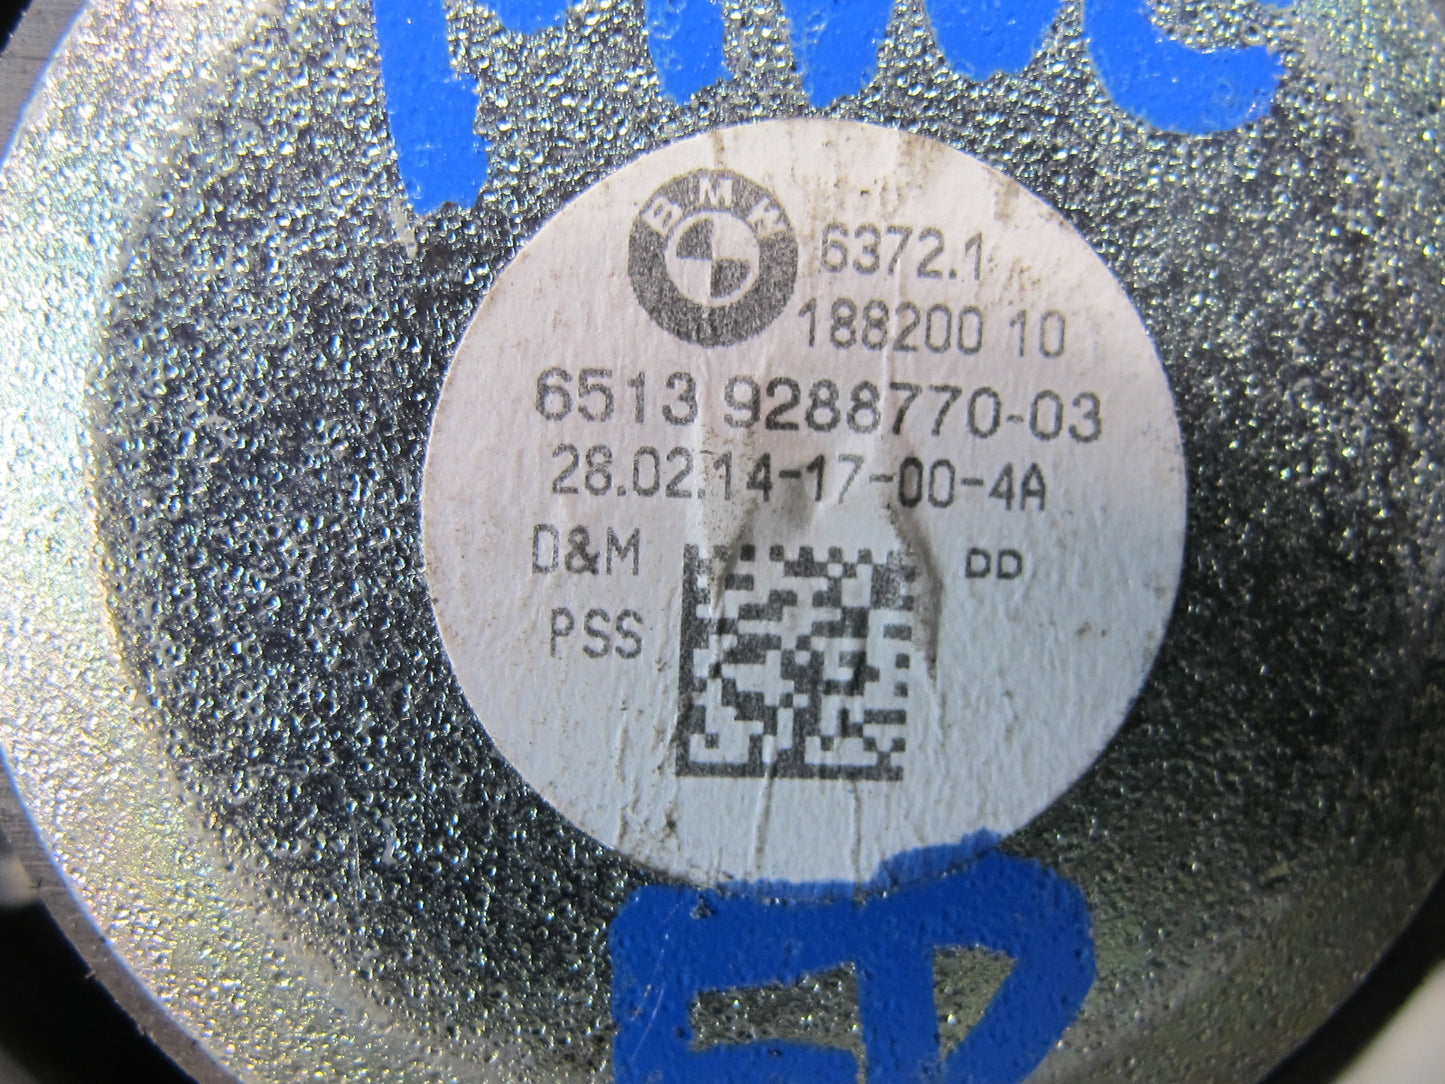 BMW
6372.1
188200 10
6513 9288770-03
28.02.14-17-00-4A
D&M DD
PSS